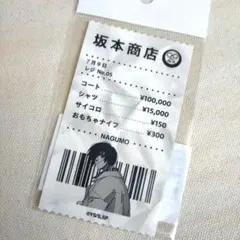 坂本商店
7月9日
レジ No.05
コート ¥100,000
シャツ ¥15,000
サイコロ ¥150
おもちゃナイフ ¥300
NAGUMO